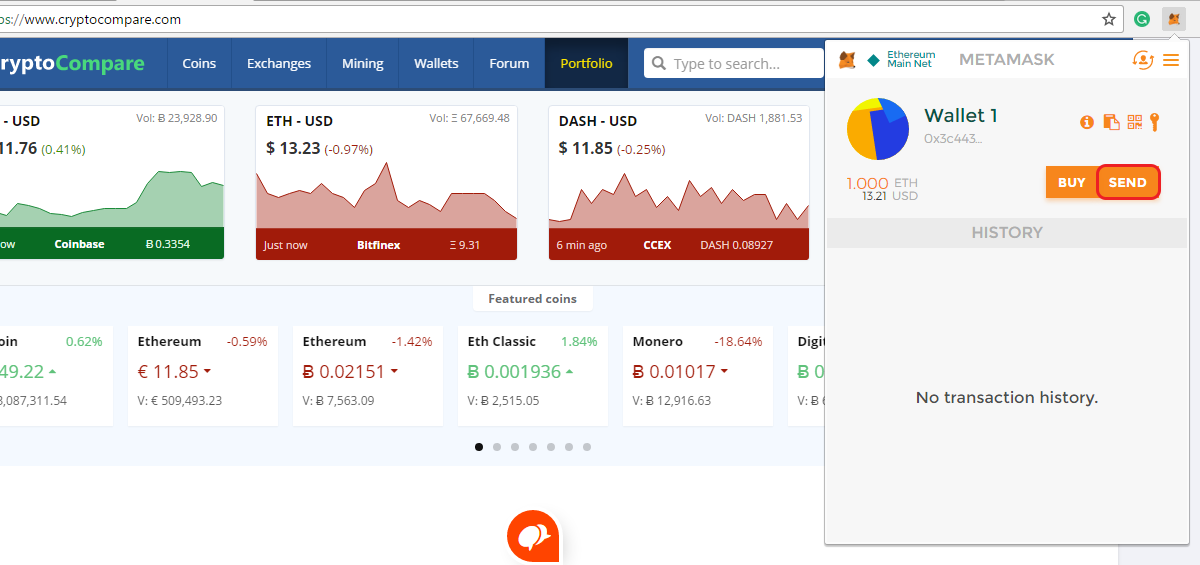 ps://www.cryptocompare.com
ryptoCompare
Coins
Exchanges
Mining
Wallets
Forum
Portfolio
Type to search...
- USD
Vol: Ƀ 23,928.90
11.76 (0.41%)
ow
Coinbase
Ƀ 0.3354
ETH - USD
Vol: Ξ 67,669.48
$ 13.23 (-0.97%)
Just now
Bitfinex
Ξ 9.31
DASH - USD
Vol: DASH 1,881.53
$ 11.85 (-0.25%)
6 min ago
CCEX
DASH 0.08927
Featured coins
oin
0.62%
49.22
3,087,311.54
Ethereum
-0.59%
€ 11.85
V: € 509,493.23
Ethereum
-1.42%
Ƀ 0.02151
V: Ƀ 7,563.09
Eth Classic
1.84%
Ƀ 0.001936
V: Ƀ 2,515.05
Monero
-18.64%
Ƀ 0.01017
V: Ƀ 12,916.63
Digit
Ƀ 0
V: Ƀ
Ethereum
Main Net
METAMASK
Wallet 1
0x3c443...
1.000 ETH
13.21 USD
BUY
SEND
HISTORY
No transaction history.